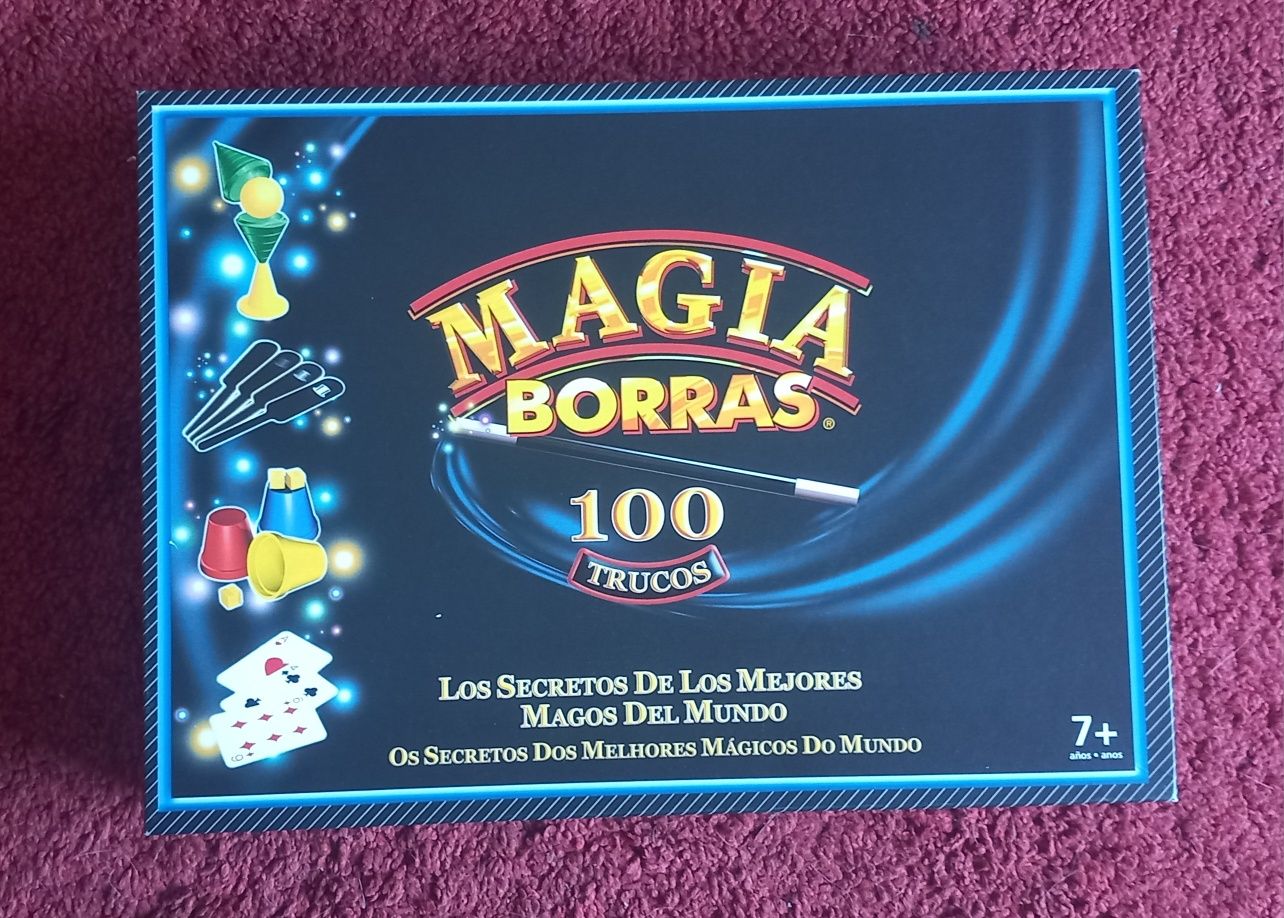 MAGIA
BORRAS®
100
TRUCOS
LOS SECRETOS DE LOS MEJORES
MAGOS DEL MUNDO
OS SECRETOS DOS MELHORES MÁGICOS DO MUNDO
7+
años • anos